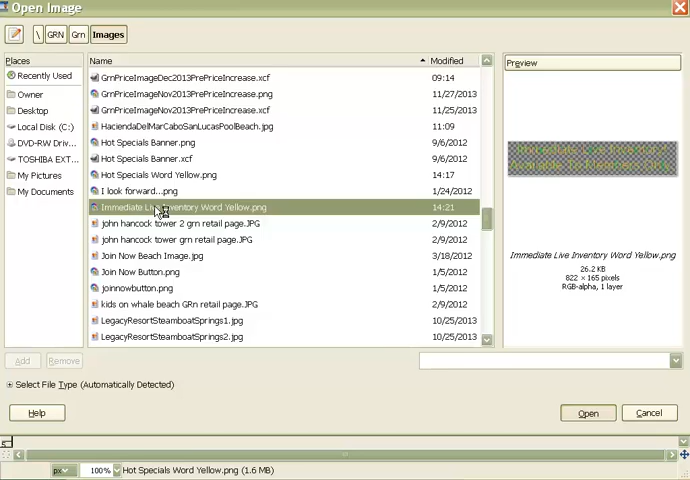 Open Image
\ GRN Grn Images
Places Name Modified Preview
Recently Used
Owner
Desktop
Local Disk (C:)
DVD-RW Driv...
TOSHIBA EXT...
My Pictures
My Documents
GrnPriceImageDec2013PrePriceIncrease.xcf 09:14
GrnPriceImageNov2013PrePriceIncrease.png 11/27/2013
GrnPriceImageNov2013PrePriceIncrease.xcf 11/25/2013
HaciendaDelMarCaboSanLucasPoolBeach.jpg 11:09
Hot Specials Banner.png 9/6/2012
Hot Specials Banner.xcf 9/6/2012
Hot Specials Word Yellow.png 14:17
I look forward...png 1/24/2012
Immediate Live Inventory Word Yellow.png 14:21
john hancock tower 2 grn retail page.JPG 2/9/2012
john hancock tower grn retail page.JPG 2/9/2012
Join Now Beach Image.jpg 3/18/2012
Join Now Button.png 1/5/2012
joinnowbutton.png 1/5/2012
kids on whale beach GRn retail page.JPG 2/9/2012
LegacyResortSteamboatSprings1.jpg 10/25/2013
LegacyResortSteamboatSprings2.jpg 10/25/2013
Immediate Live Inventory
Available To Members Only
Immediate Live Inventory Word Yellow.png
26.2 KB
822 × 165 pixels
RGB-alpha, 1 layer
Add Remove
Select File Type (Automatically Detected)
Help Open Cancel
px 100% Hot Specials Word Yellow.png (1.6 MB)